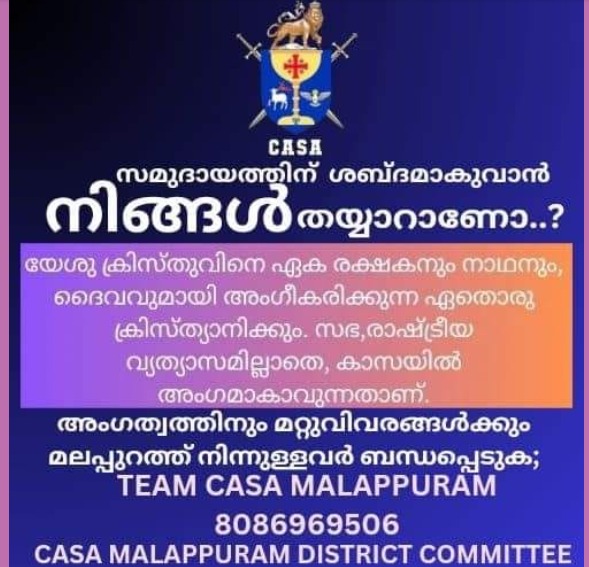 CASA
സമുദായത്തിന് ശബ്ദമാകുവാൻ
നിങ്ങൾ തയ്യാറാണോ..?
യേശു ക്രിസ്തുവിനെ ഏക രക്ഷകനും നാഥനും,
ദൈവവുമായി അംഗീകരിക്കുന്ന ഏതൊരു
ക്രിസ്ത്യാനിക്കും. സഭ,രാഷ്ട്രീയ
വ്യത്യാസമില്ലാതെ, കാസയിൽ
അംഗമാകാവുന്നതാണ്.
അംഗത്വത്തിനും മറ്റുവിവരങ്ങൾക്കും
മലപ്പുറത്ത് നിന്നുള്ളവർ ബന്ധപ്പെടുക;
TEAM CASA MALAPPURAM
8086969506
CASA MALAPPURAM DISTRICT COMMITTEE